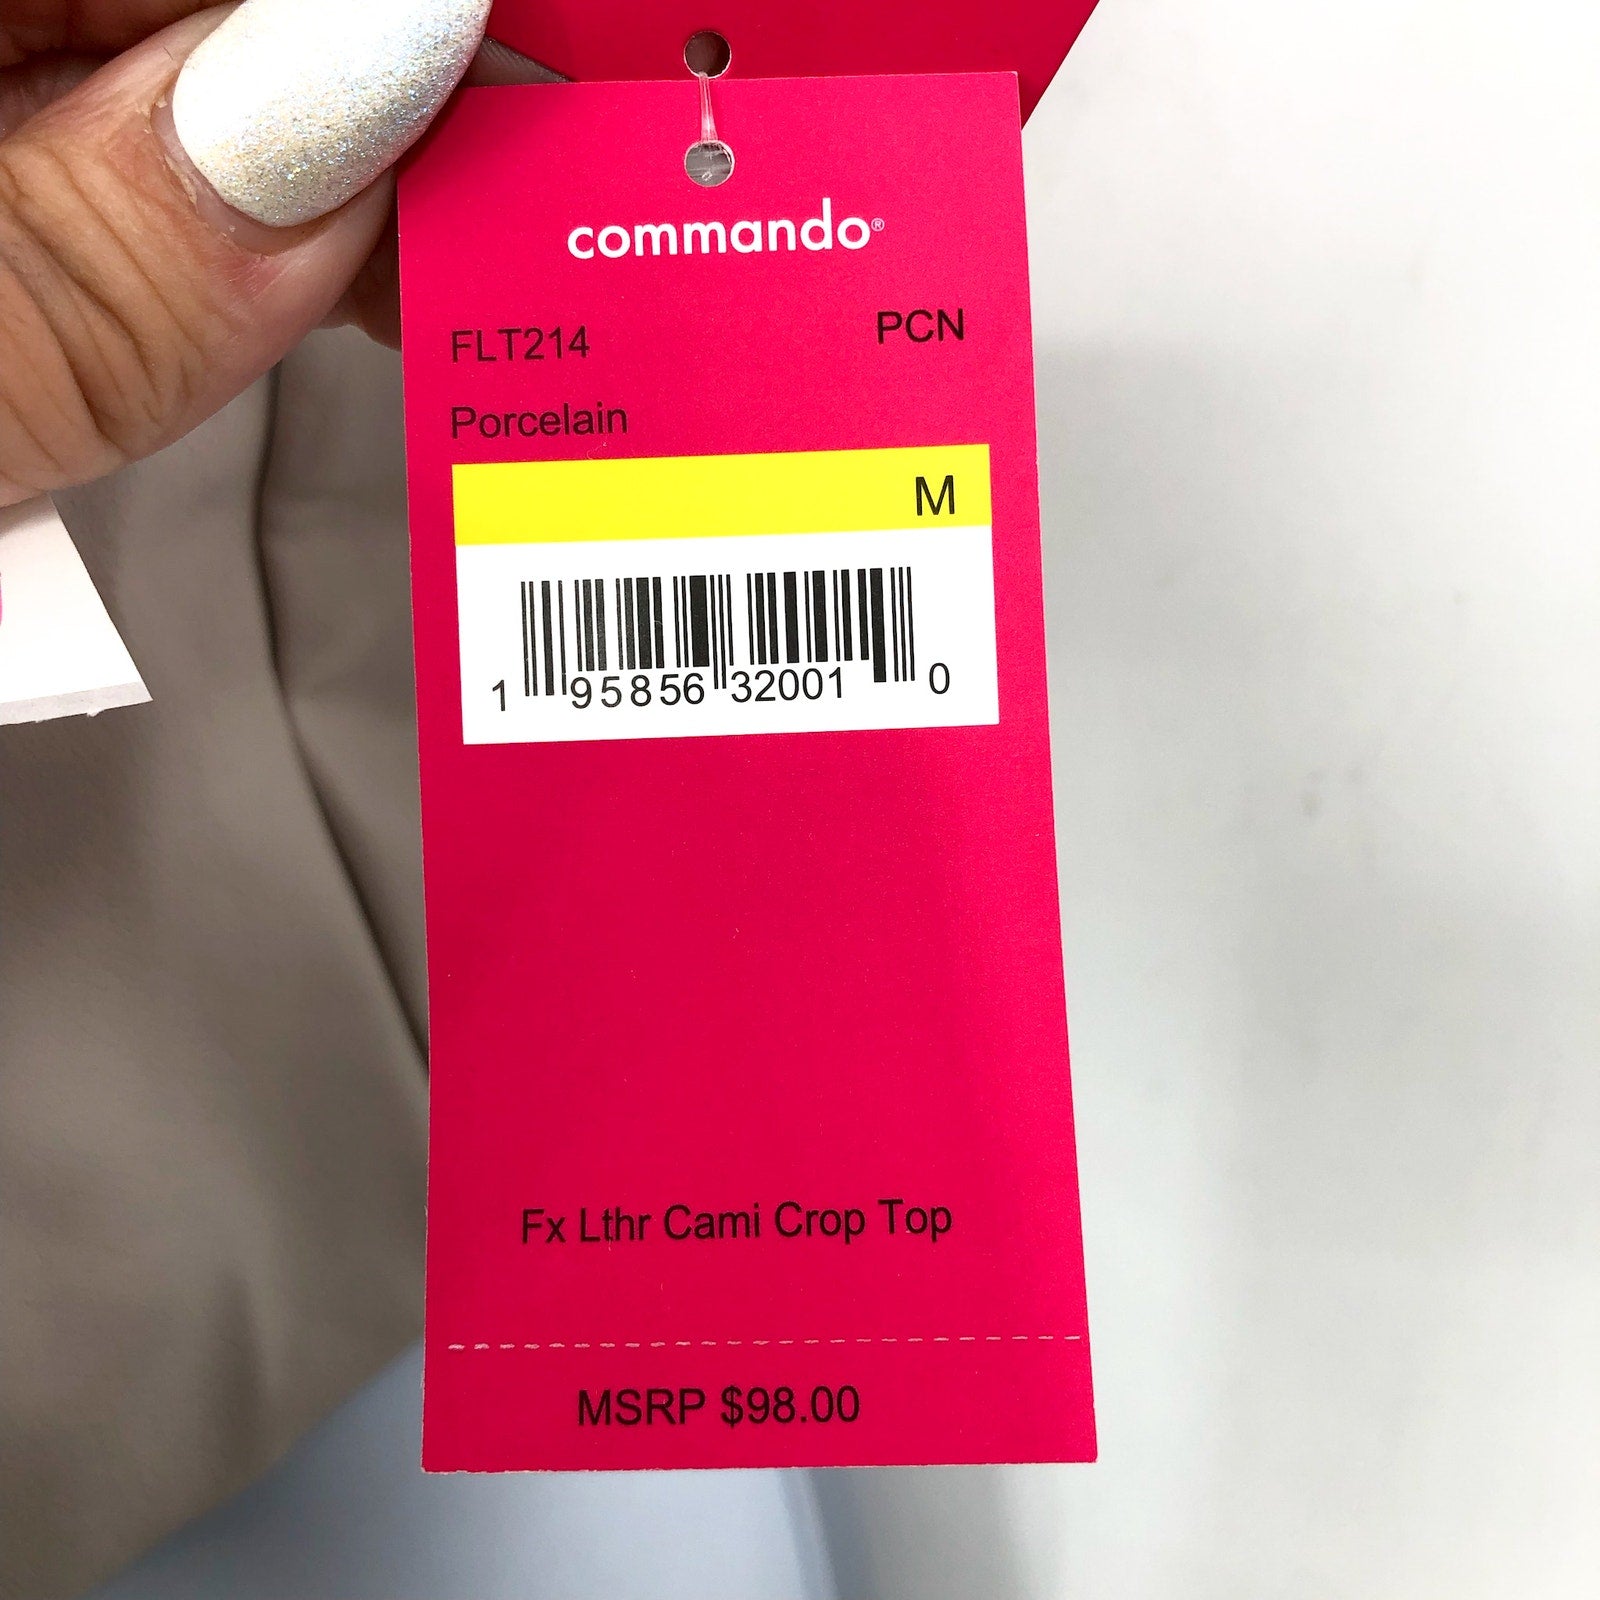 commando®
FLT214 PCN
Porcelain
M
1 95856 32001 0
Fx Lthr Cami Crop Top
MSRP $98.00